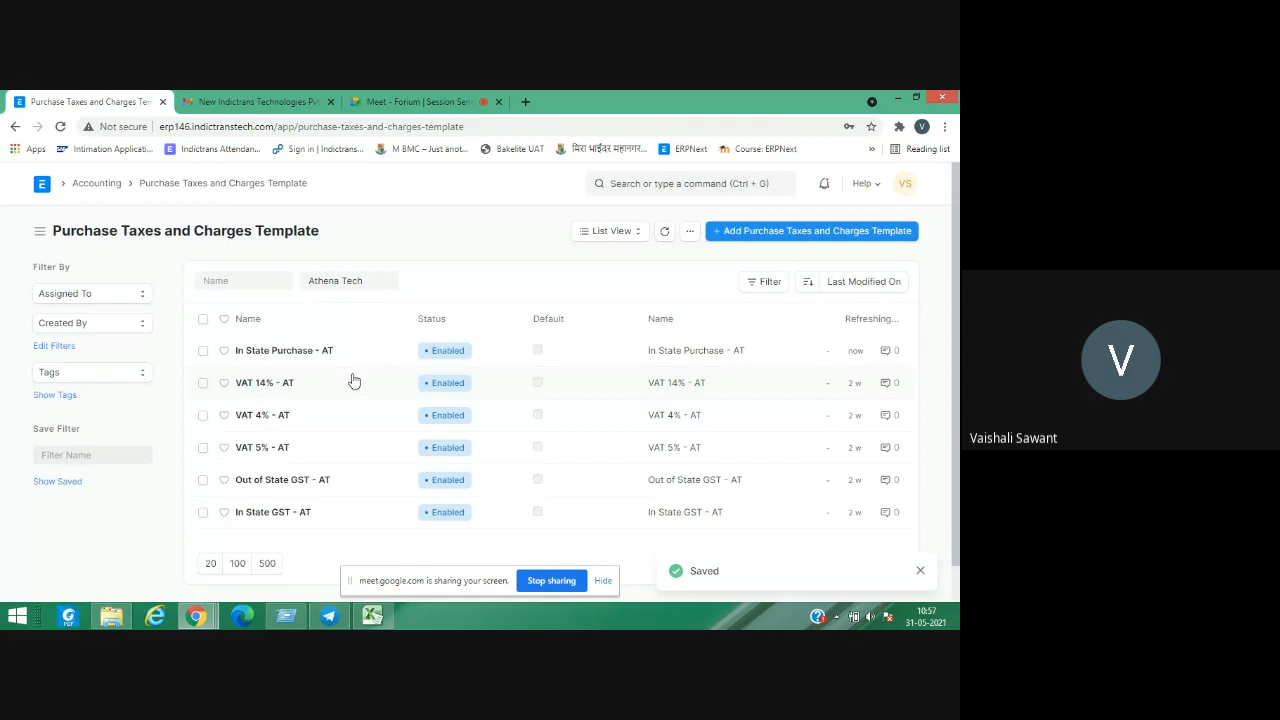 Purchase Taxes and Charges Tem
New Indictrans Technologies Pvt
Meet - Forium | Session Seri
Not secure erp146.indictranstech.com/app/purchase-taxes-and-charges-template V
Apps Intimation Applicati... Indictrans Attendan... Sign in | Indictrans... M BMC – Just anot... Bakelite UAT मिरा भाईंदर महानगर... ERPNext Course: ERPNext » Reading list
E Accounting Purchase Taxes and Charges Template Search or type a command (Ctrl + G) Help VS
Purchase Taxes and Charges Template List View ... + Add Purchase Taxes and Charges Template
Filter By
Assigned To
Created By
Edit Filters
Tags
Show Tags
Save Filter
Filter Name
Show Saved
Name Athena Tech Filter Last Modified On
Name Status Default Name Refreshing...
In State Purchase - AT Enabled In State Purchase - AT - now 0
VAT 14% - AT Enabled VAT 14% - AT - 2 w 0
VAT 4% - AT Enabled VAT 4% - AT - 2 w 0
VAT 5% - AT Enabled VAT 5% - AT - 2 w 0
Out of State GST - AT Enabled Out of State GST - AT - 2 w 0
In State GST - AT Enabled In State GST - AT - 2 w 0
20 100 500
meet.google.com is sharing your screen. Stop sharing Hide
Saved
10:57
31-05-2021
V
Vaishali Sawant